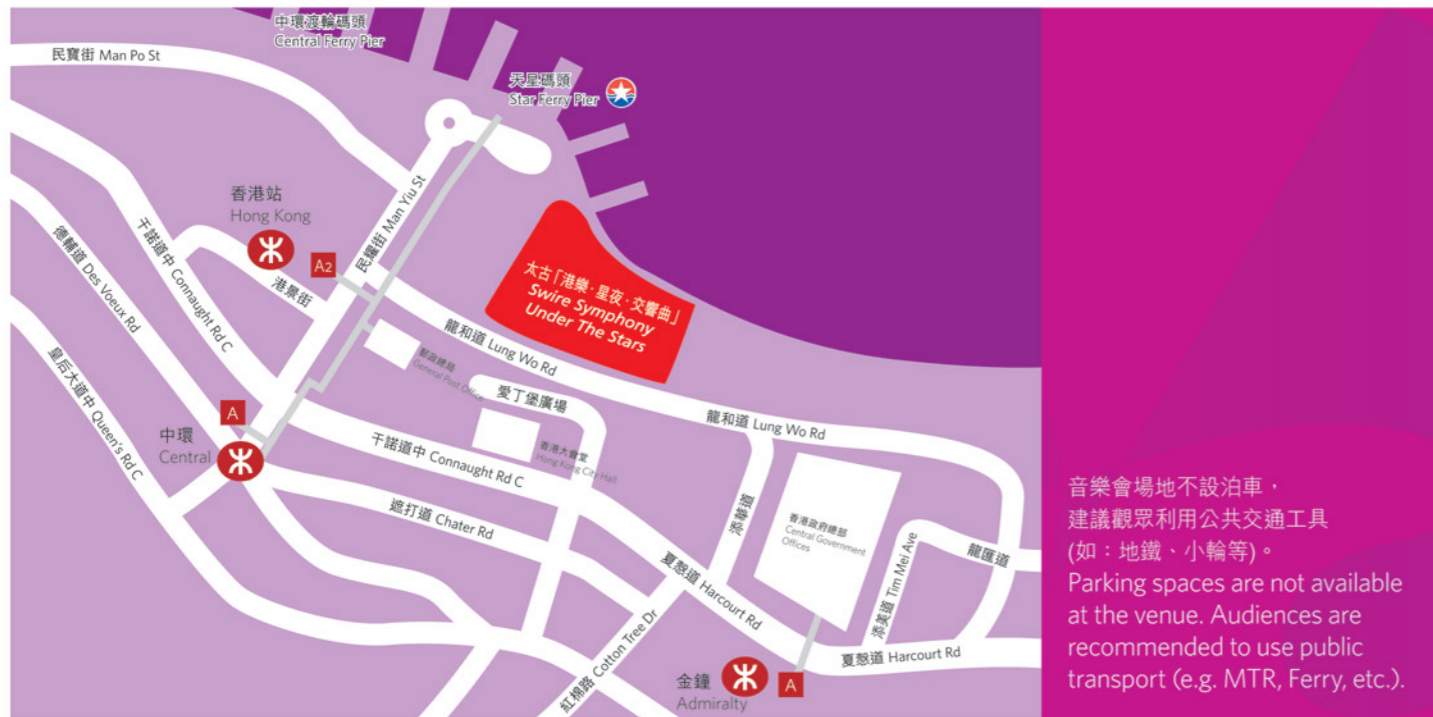 中環渡輪碼頭
Central Ferry Pier
民寶街 Man Po St
天星碼頭
Star Ferry Pier
香港站
Hong Kong
A2
民耀街 Man Yiu St
港景街
干諾道中 Connaught Rd C
德輔道 Des Voeux Rd
皇后大道中 Queen's Rd C
太古「港樂·星夜·交響曲」
Swire Symphony
Under The Stars
龍和道 Lung Wo Rd
郵政總局
General Post Office
愛丁堡廣場
香港大會堂
Hong Kong City Hall
龍和道 Lung Wo Rd
A
中環
Central
干諾道中 Connaught Rd C
遮打道 Chater Rd
添華道
香港政府總部
Central Government
Offices
龍匯道
添美道 Tim Mei Ave
夏慤道 Harcourt Rd
紅棉路 Cotton Tree Dr
夏慤道 Harcourt Rd
金鐘
Admiralty
A
音樂會場地不設泊車，
建議觀眾利用公共交通工具
(如：地鐵、小輪等)。
Parking spaces are not available
at the venue. Audiences are
recommended to use public
transport (e.g. MTR, Ferry, etc.).